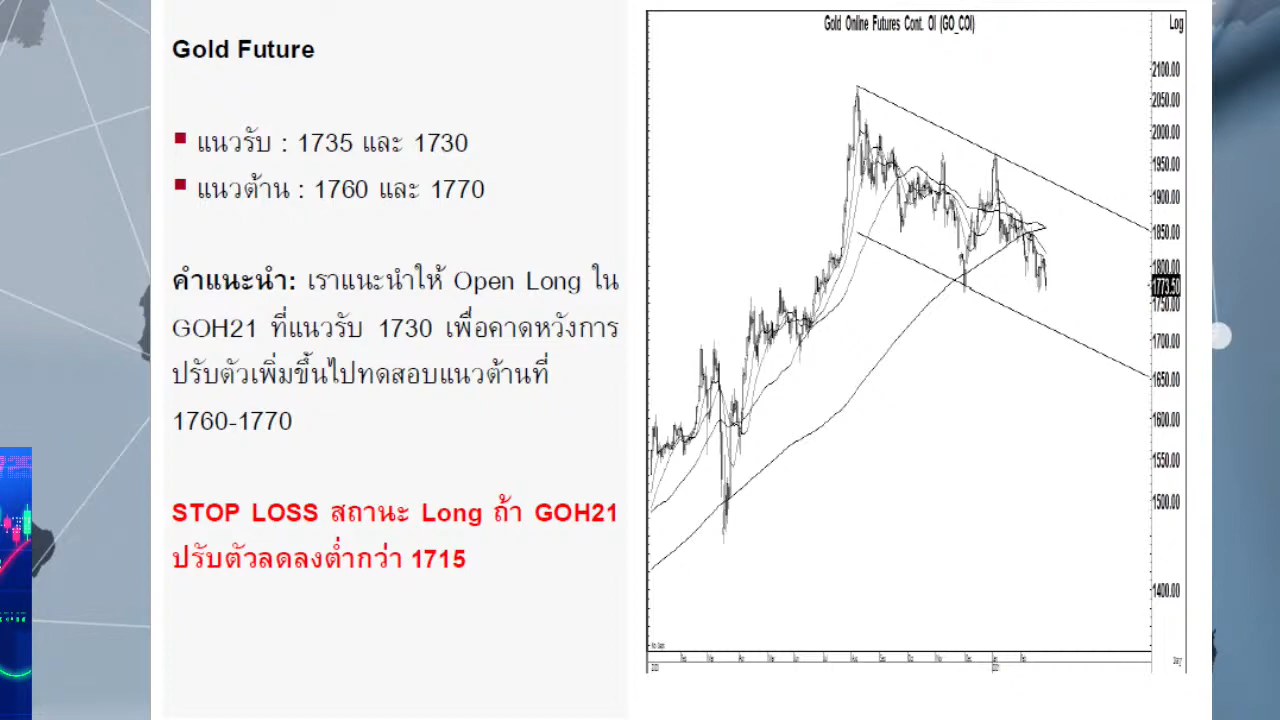 Gold Future
แนวรับ : 1735 และ 1730
แนวต้าน : 1760 และ 1770
คำแนะนำ: เราแนะนำให้ Open Long ใน
GOH21 ที่แนวรับ 1730 เพื่อคาดหวังการ
ปรับตัวเพิ่มขึ้นไปทดสอบแนวต้านที่
1760-1770
STOP LOSS สถานะ Long ถ้า GOH21
ปรับตัวลดลงต่ำกว่า 1715
Gold Online Futures Cont. OI (GO_COI)
Log
2100.00
2050.00
2000.00
1950.00
1900.00
1850.00
1800.00
1773.50
1750.00
1700.00
1650.00
1600.00
1550.00
1500.00
1400.00